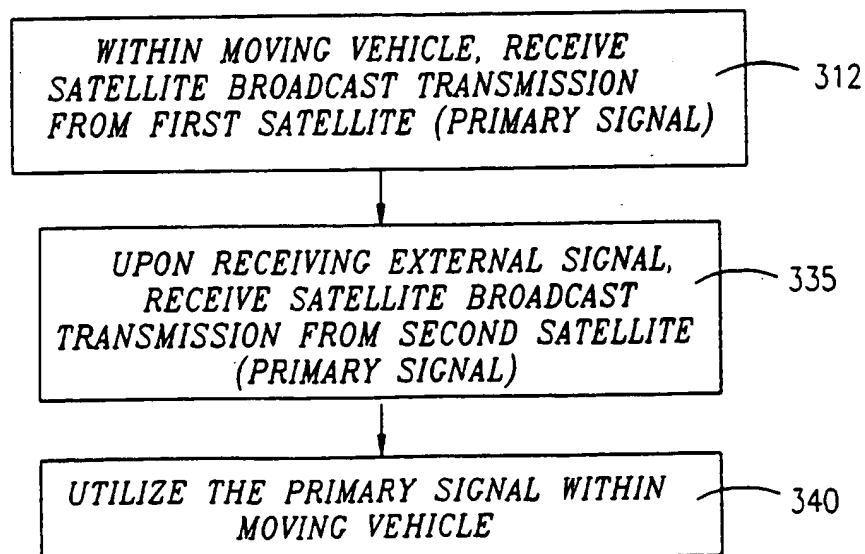 WITHIN MOVING VEHICLE, RECEIVE
SATELLITE BROADCAST TRANSMISSION
FROM FIRST SATELLITE (PRIMARY SIGNAL)
312
UPON RECEIVING EXTERNAL SIGNAL,
RECEIVE SATELLITE BROADCAST
TRANSMISSION FROM SECOND SATELLITE
(PRIMARY SIGNAL)
335
UTILIZE THE PRIMARY SIGNAL WITHIN
MOVING VEHICLE
340